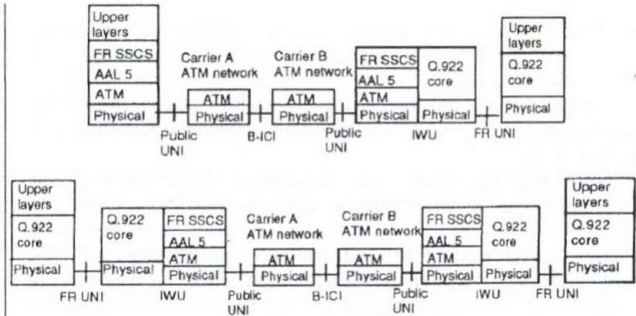 Upper
layers
FR SSCS
AAL 5
ATM
Physical
Public
UNI
Carrier A
ATM network
ATM
Physical
B-ICI
Carrier B
ATM network
ATM
Physical
Public
UNI
FR SSCS
AAL 5
ATM
Physical
Q.922
core
Physical
IWU
FR UNI
Upper
layers
Q.922
core
Physical
Upper
layers
Q.922
core
Physical
FR UNI
Q.922
core
Physical
IWU
FR SSCS
AAL 5
ATM
Physical
Public
UNI
Carrier A
ATM network
ATM
Physical
B-ICI
Carrier B
ATM network
ATM
Physical
Public
UNI
FR SSCS
AAL 5
ATM
Physical
Q.922
core
Physical
IWU
FR UNI
Upper
layers
Q.922
core
Physical